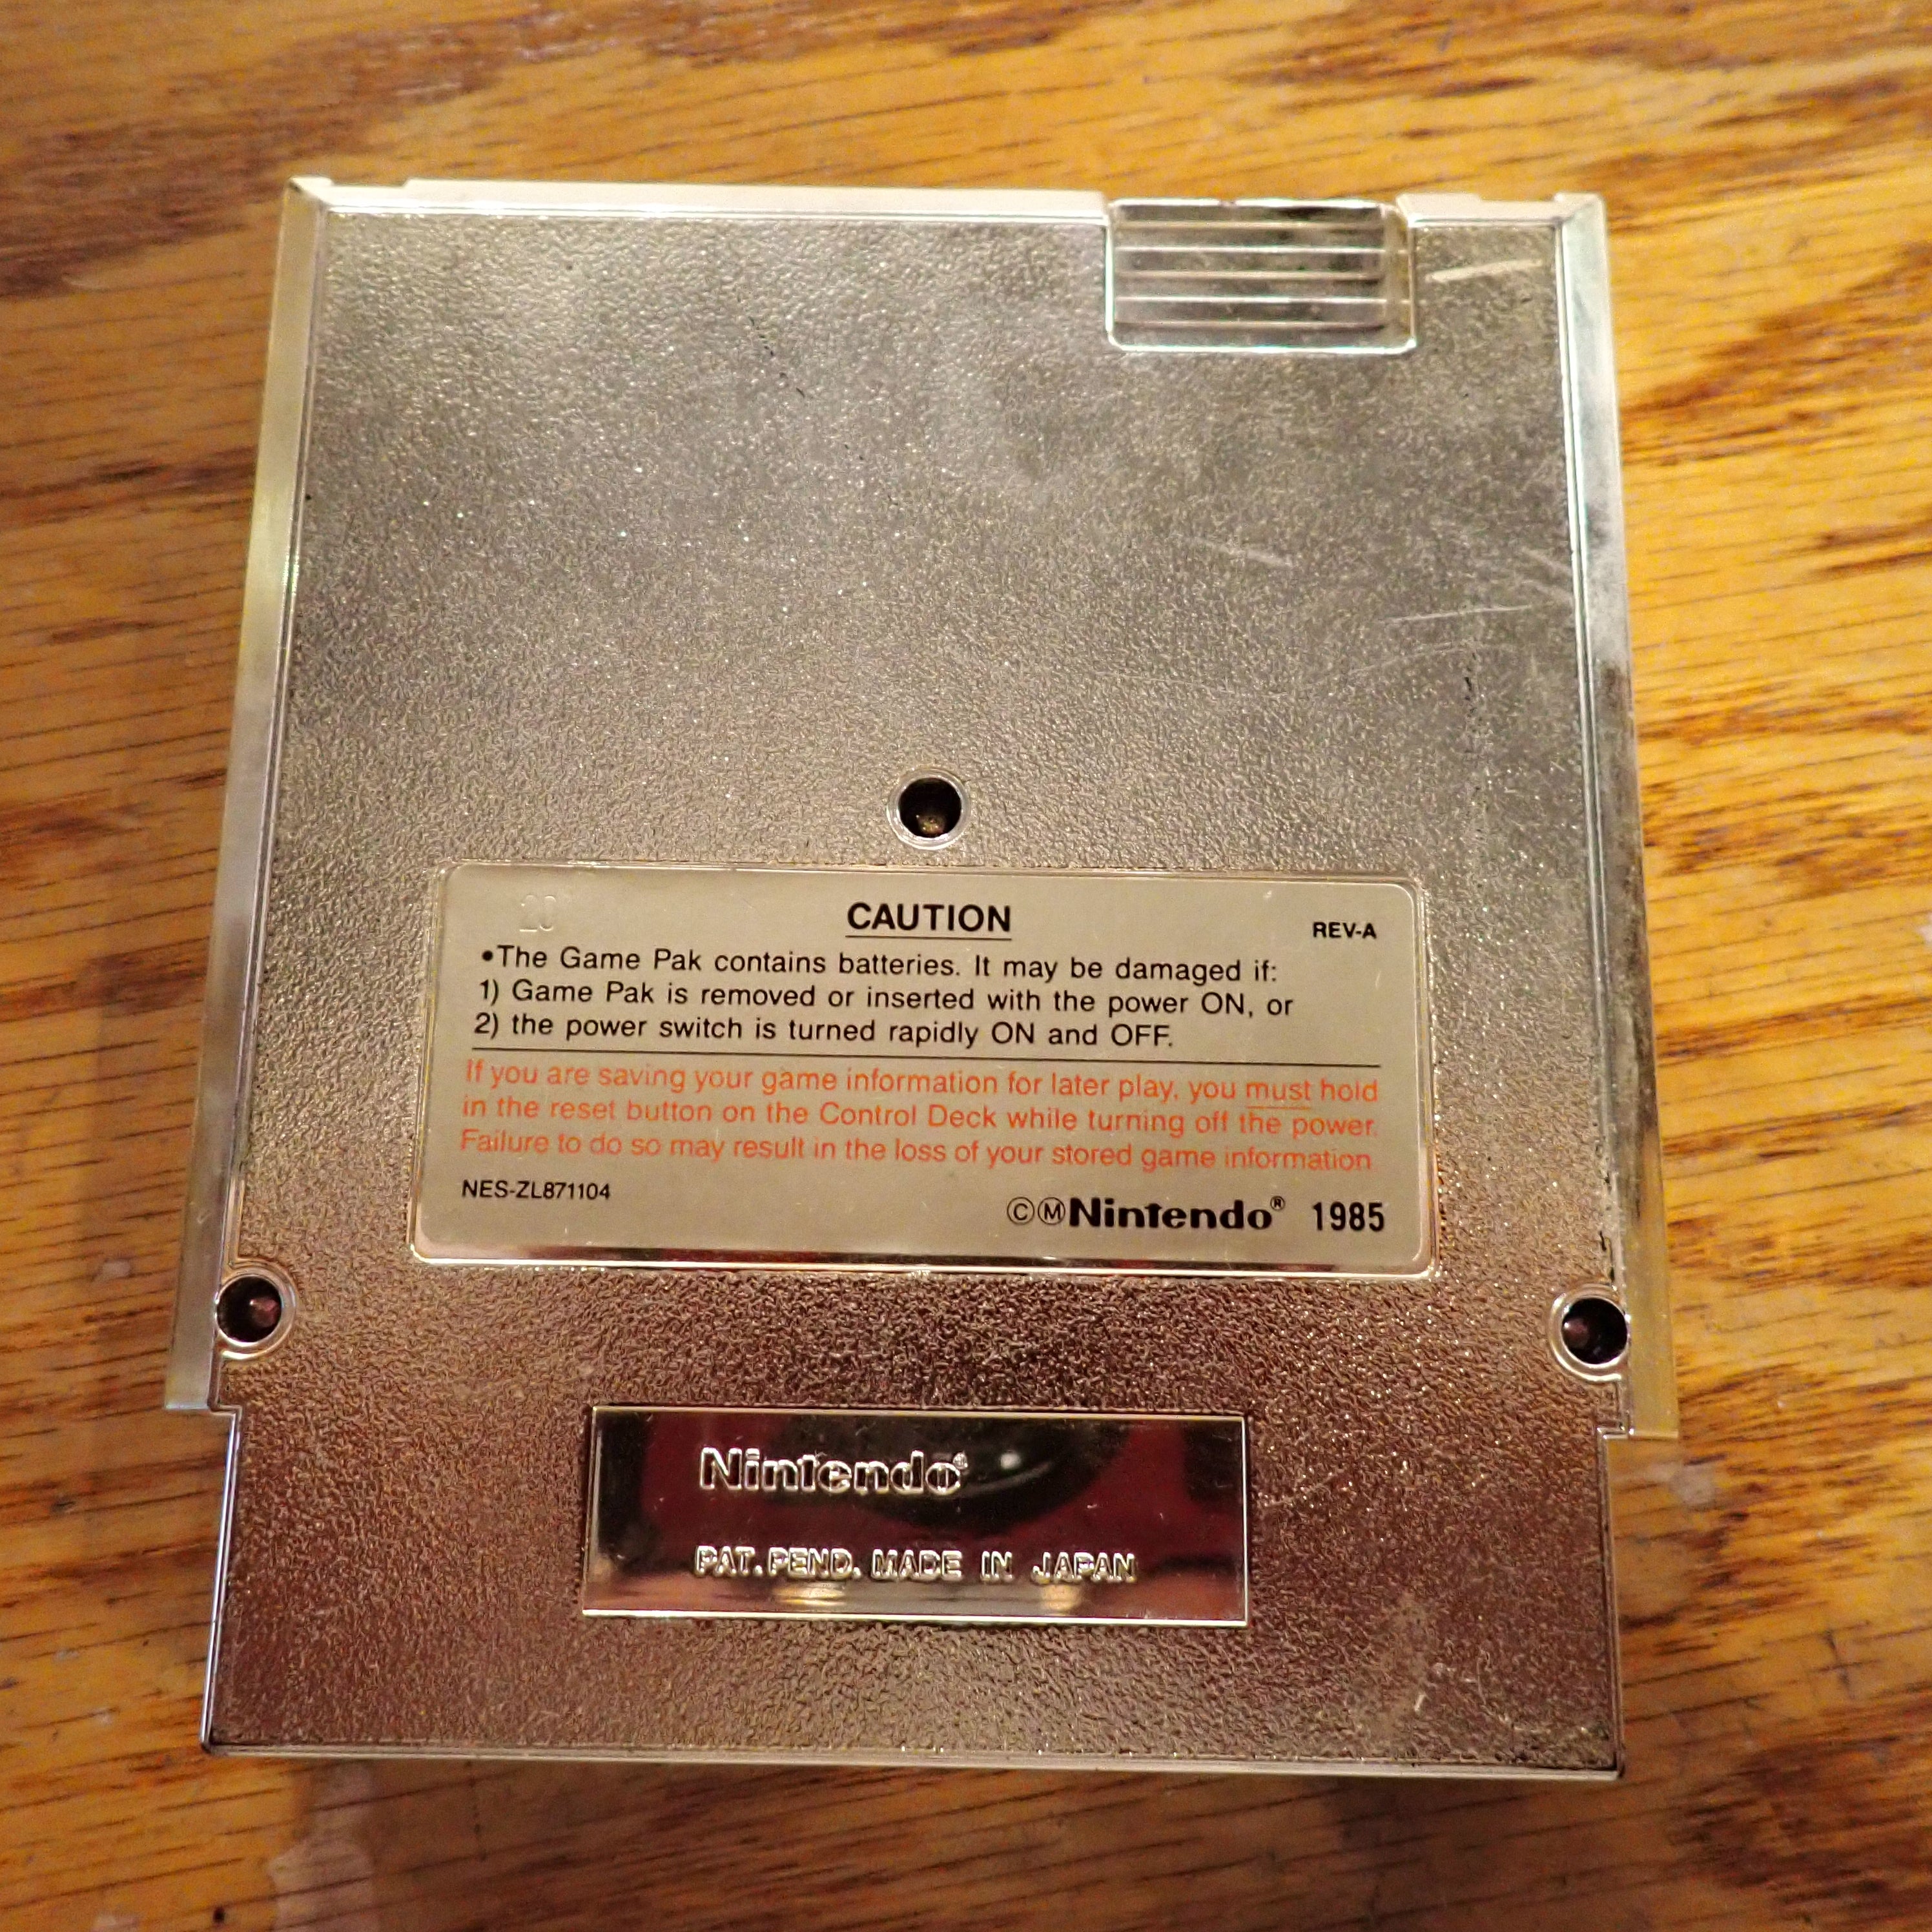 20
CAUTION
REV-A
•The Game Pak contains batteries. It may be damaged if:
1) Game Pak is removed or inserted with the power ON, or
2) the power switch is turned rapidly ON and OFF.
If you are saving your game information for later play, you must hold
in the reset button on the Control Deck while turning off the power.
Failure to do so may result in the loss of your stored game information
NES-ZL871104
©ⓂNintendo® 1985
Nintendo®
PAT. PEND. MADE IN JAPAN